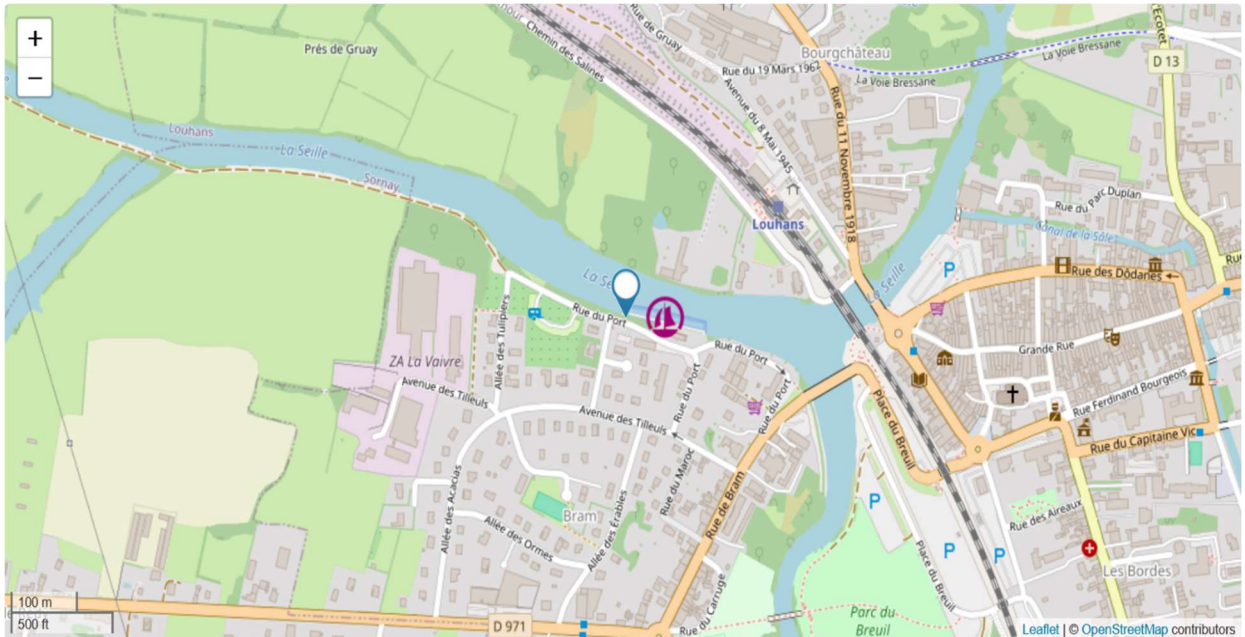 +
−
Prés de Gruay
Chemin des Salines
Rue de Gruay
Bourgchâteau
Rue du 19 Mars 1962
Avenue du 8 Mai 1945
La Voie Bressane
La Voie Bressane
D 13
Rue du 11 Novembre 1918
Louhans
La Seille
Sornay
Louhans
Rue du Parc Duplan
Canal de la Sâle
La Seille
P
Rue des Dôdanes
Rue du Port
Allée des Tulipiers
ZA La Vaivre
Avenue des Tilleuls
Rue du Port
Rue du Port
Rue du Port
Grande Rue
Rue Ferdinand Bourgeois
Rue du Capitaine Vic
Avenue des Tilleuls
Place du Breuil
Rue du Maroc
Rue de Bram
Allée des Acacias
Bram
Allée des Ormes
Allée des Érables
P
P
P
Rue des Aireaux
Les Bordes
Place du Breuil
Rue du Carruge
Parc du
Breuil
D 971
100 m
500 ft
Leaflet | © OpenStreetMap contributors